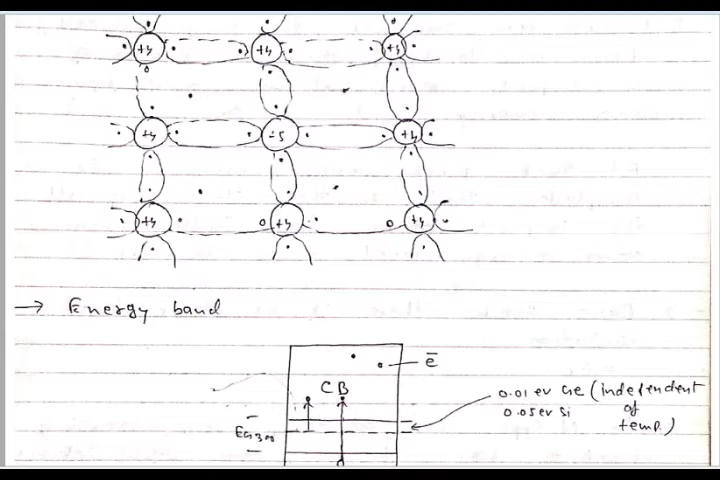 +4 +4 +4
+4 -5 +4
+4 +4 +4
→ Energy band
ē
CB
0.01 ev Ge (independent
0.05 ev Si of
temp.)
EG300